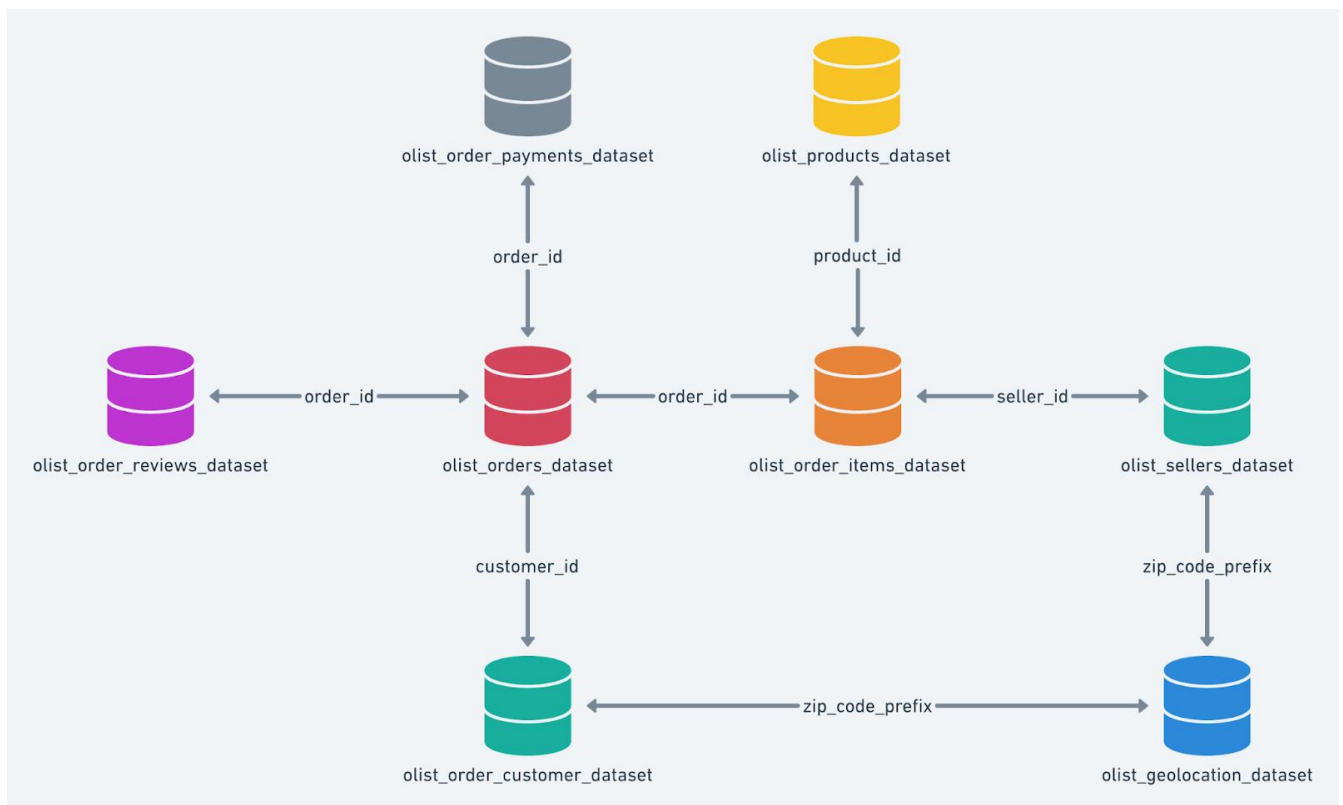 olist_order_payments_dataset
olist_products_dataset
order_id
product_id
order_id
order_id
seller_id
olist_order_reviews_dataset
olist_orders_dataset
olist_order_items_dataset
olist_sellers_dataset
customer_id
zip_code_prefix
zip_code_prefix
olist_order_customer_dataset
olist_geolocation_dataset